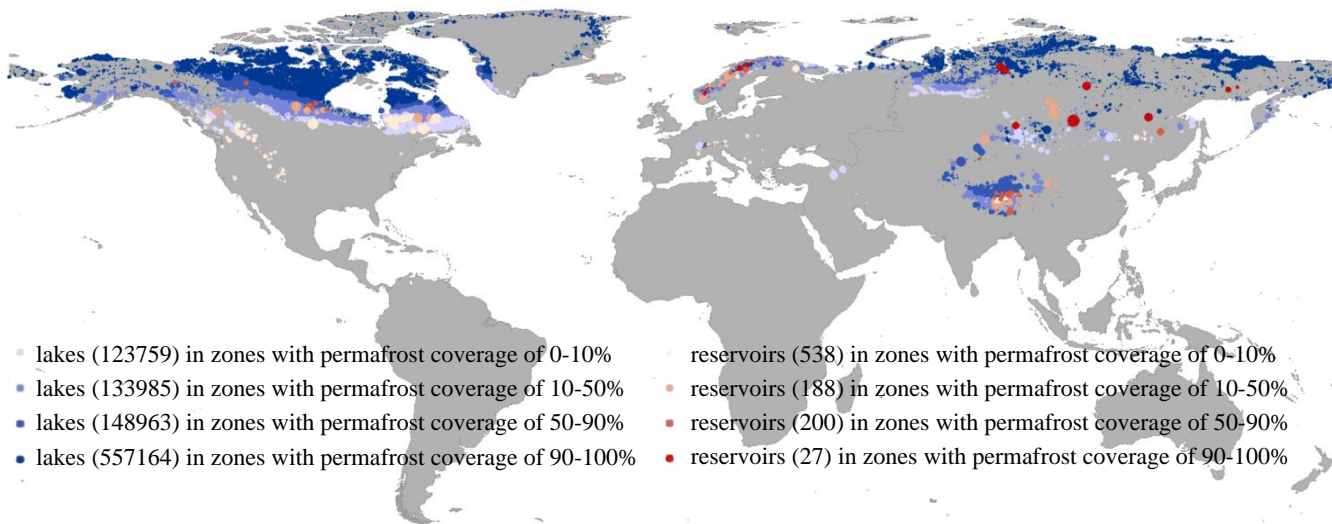 lakes (123759) in zones with permafrost coverage of 0-10%
lakes (133985) in zones with permafrost coverage of 10-50%
lakes (148963) in zones with permafrost coverage of 50-90%
lakes (557164) in zones with permafrost coverage of 90-100%
reservoirs (538) in zones with permafrost coverage of 0-10%
reservoirs (188) in zones with permafrost coverage of 10-50%
reservoirs (200) in zones with permafrost coverage of 50-90%
reservoirs (27) in zones with permafrost coverage of 90-100%